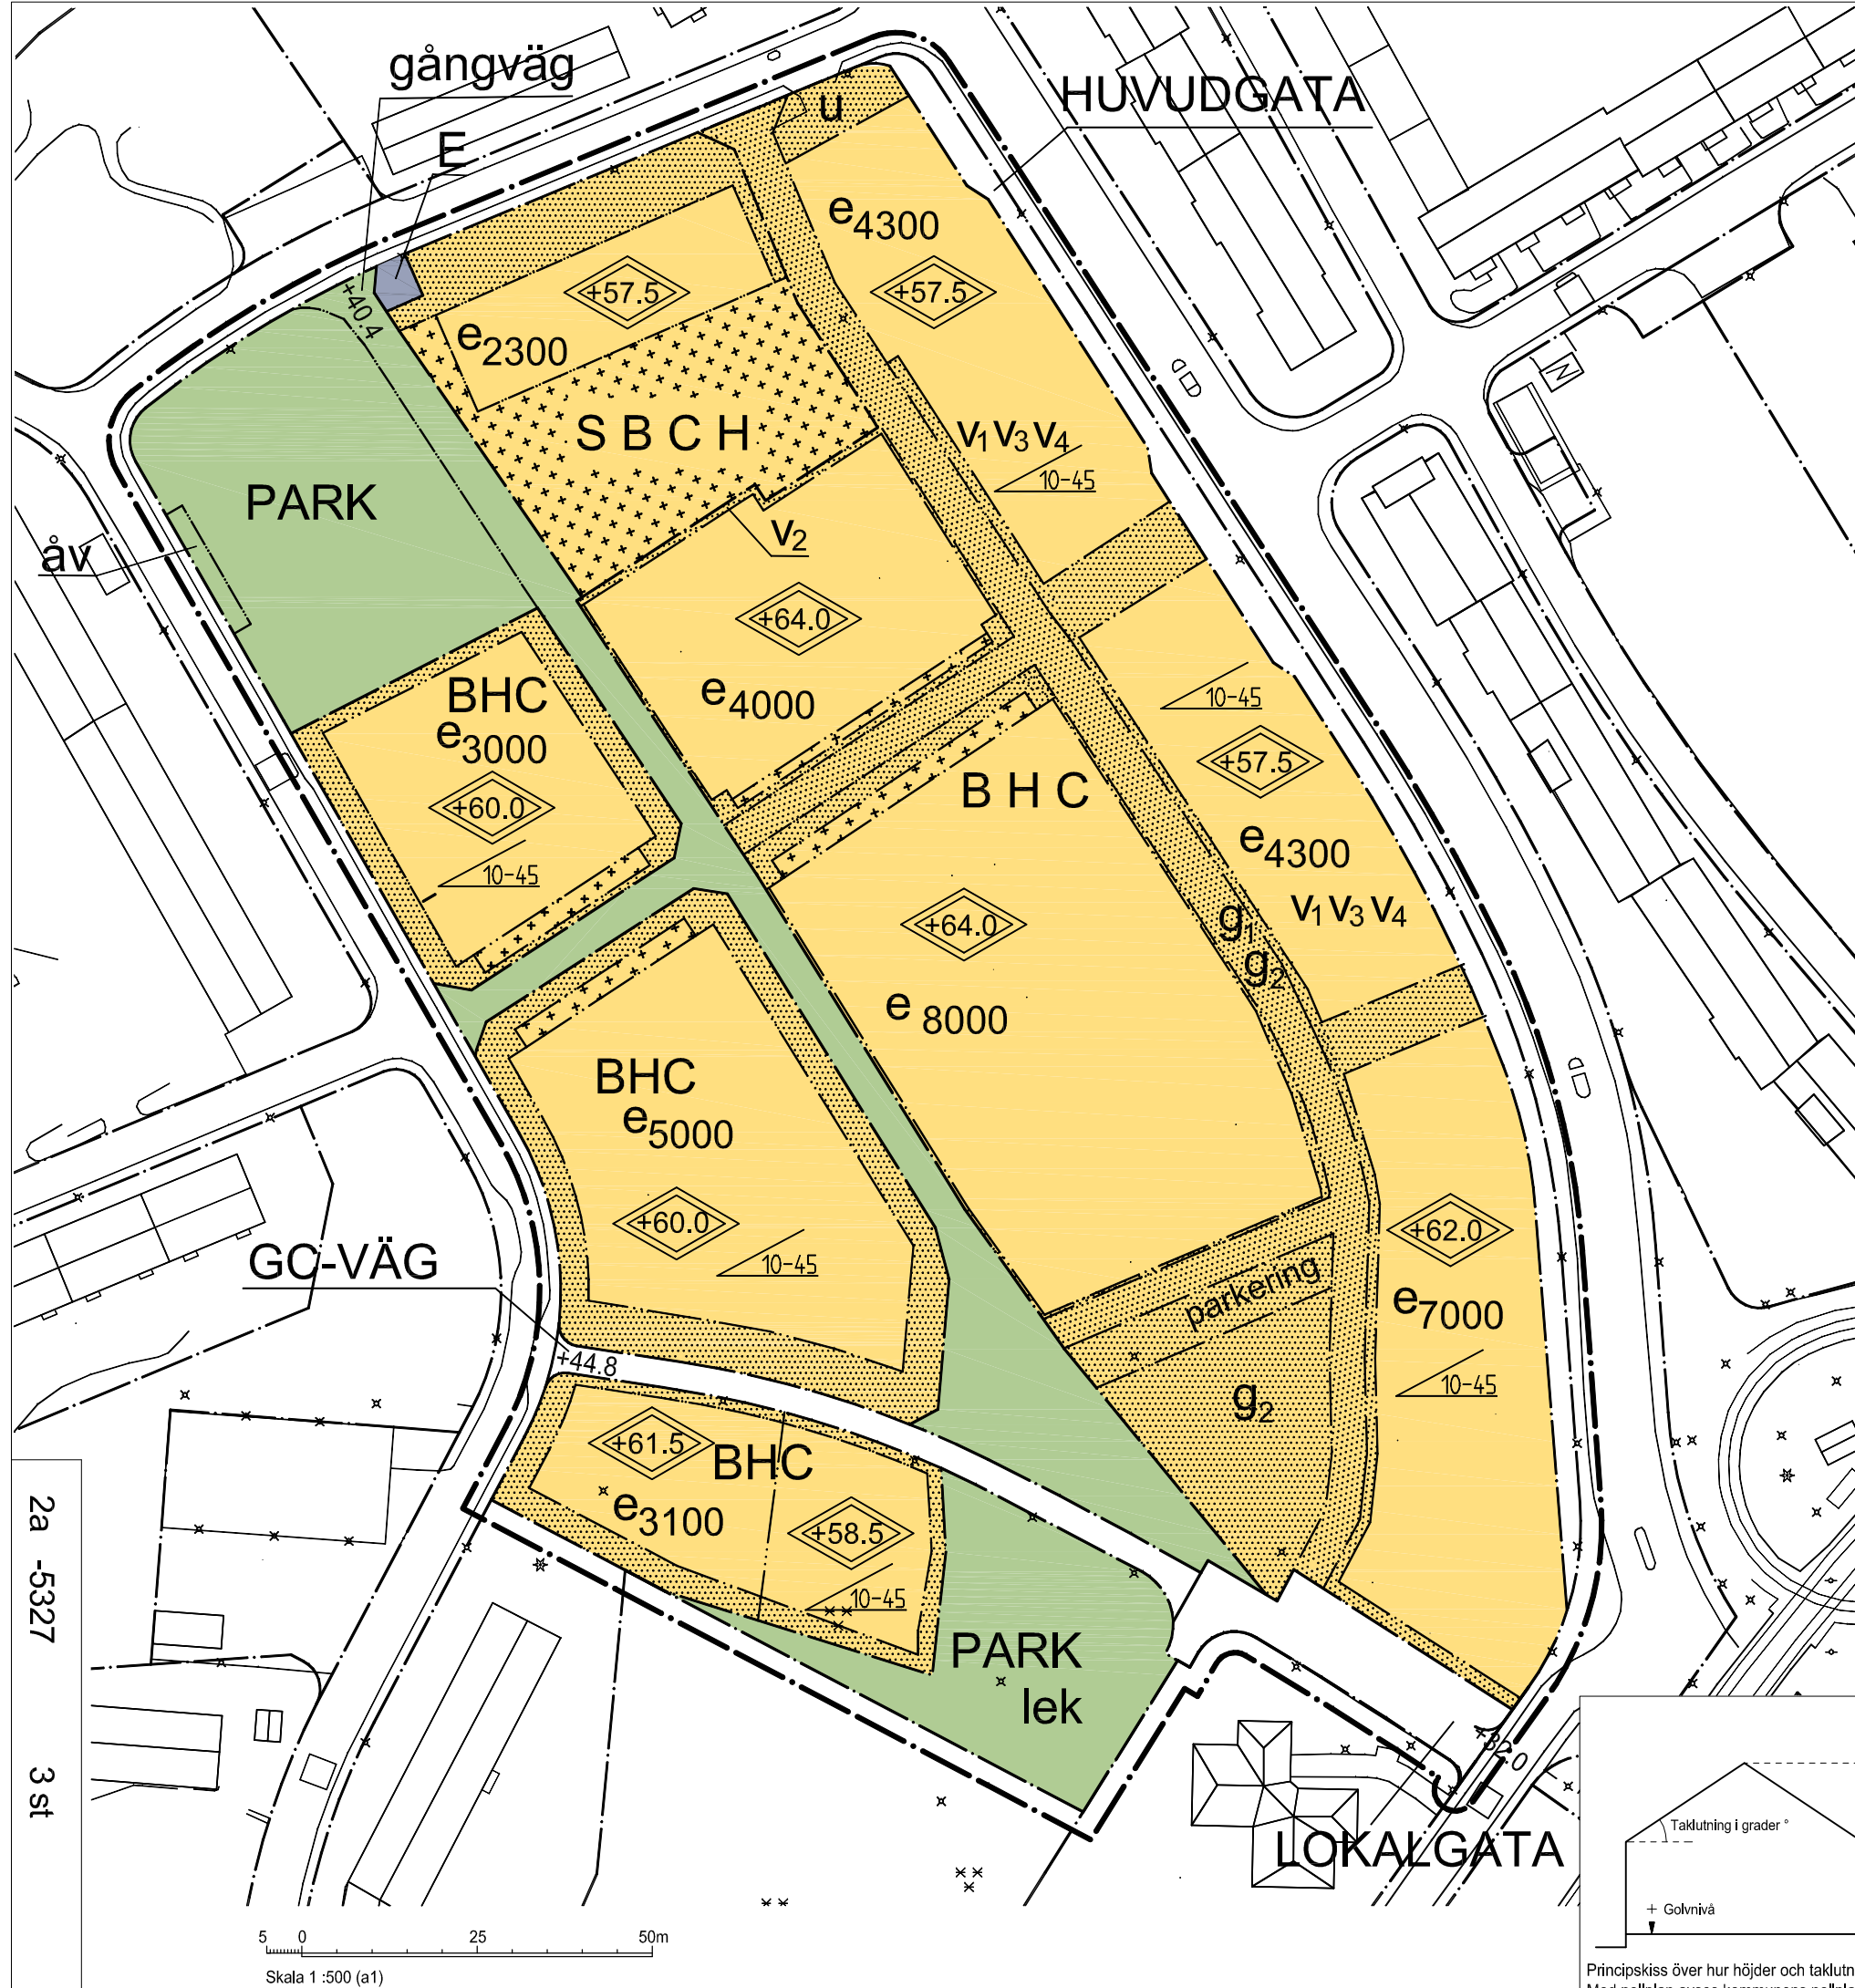 gångväg
E
u
HUVUDGATA
e4300
+57.5
+57.5
+40.4
e2300
S B C H
v1 v3 v4
10-45
PARK
v2
åv
+64.0
BHC
e3000
e4000
10-45
+57.5
B H C
+60.0
e4300
10-45
v1 v3 v4
+64.0
g1
g2
e 8000
BHC
e5000
+60.0
+62.0
GC-VÄG
10-45
parkering
e7000
+44.8
10-45
g2
+61.5
BHC
e3100
+58.5
10-45
PARK
lek
+32.0
LOKALGATA
2a -5327 3 st
Taklutning i grader °
+ Golvnivå
5 0 25 50m
Skala 1 :500 (a1)
Principskiss över hur höjder och taklutn